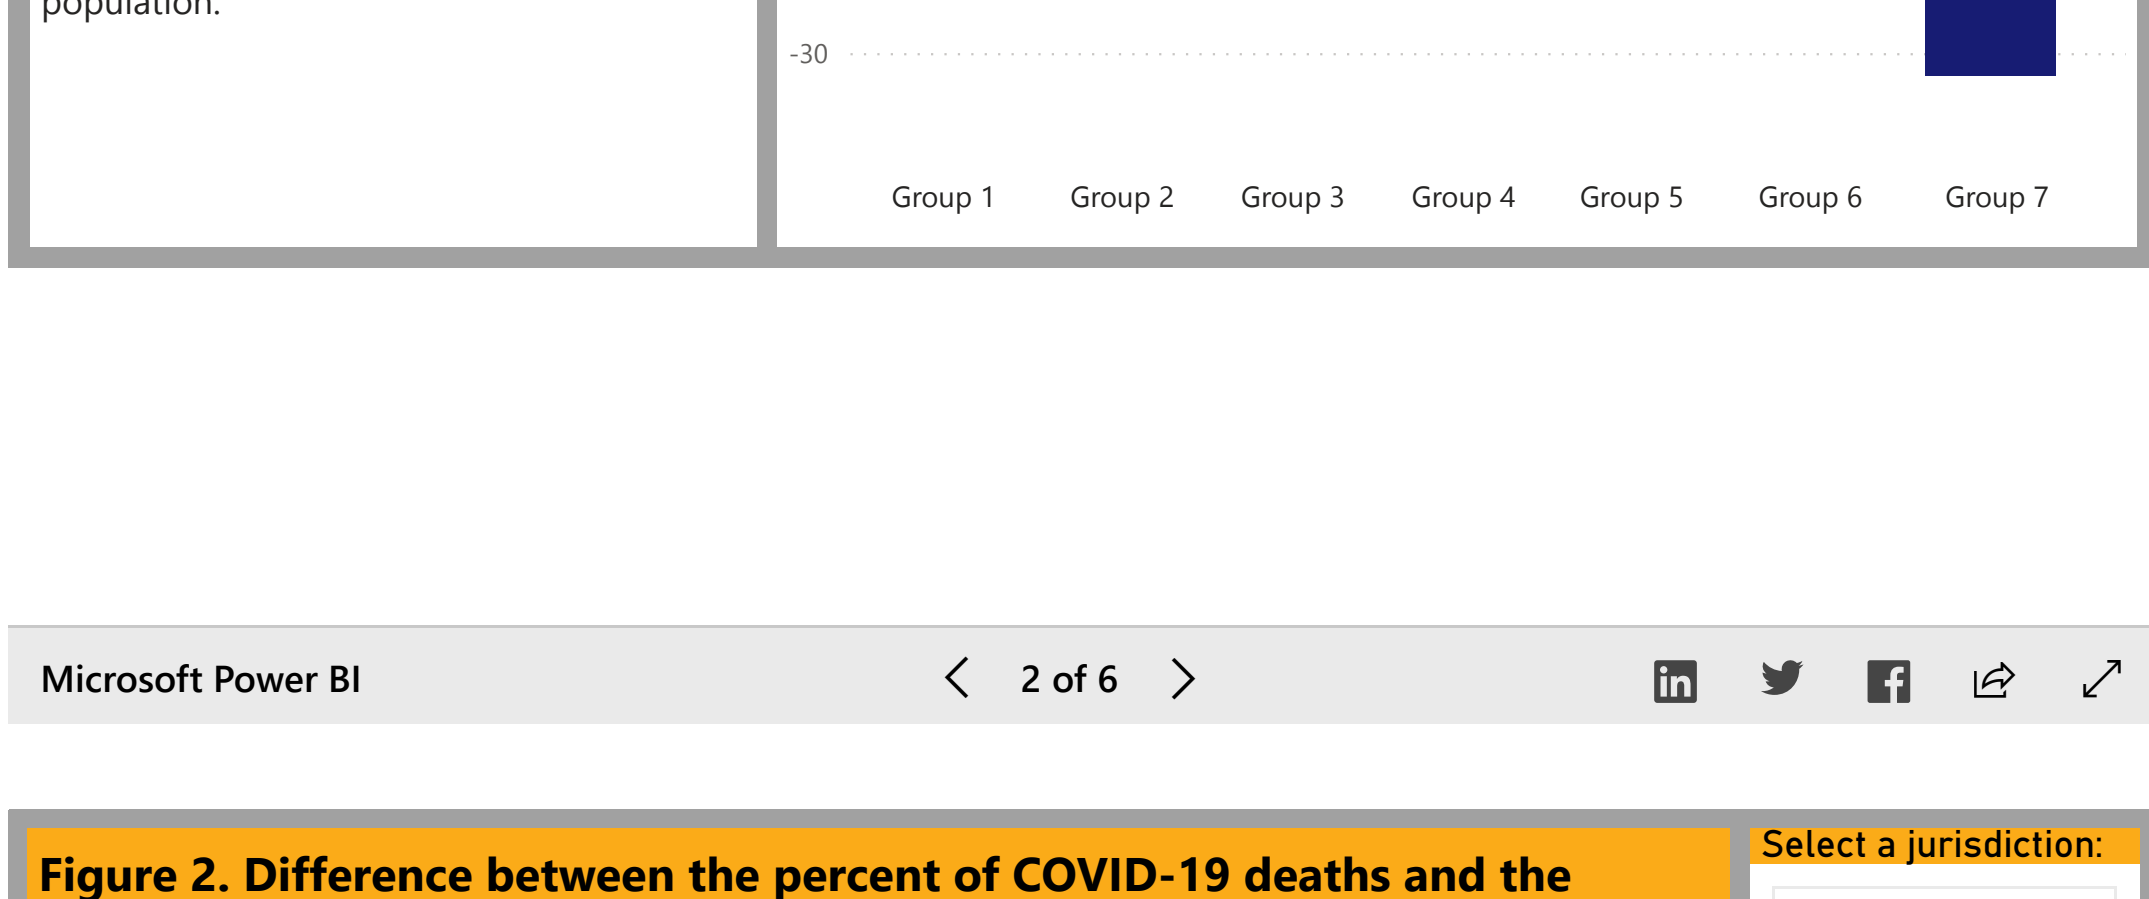 population.
-30
Group 1 Group 2 Group 3 Group 4 Group 5 Group 6 Group 7
Microsoft Power BI
2 of 6
Figure 2. Difference between the percent of COVID-19 deaths and the
Select a jurisdiction: